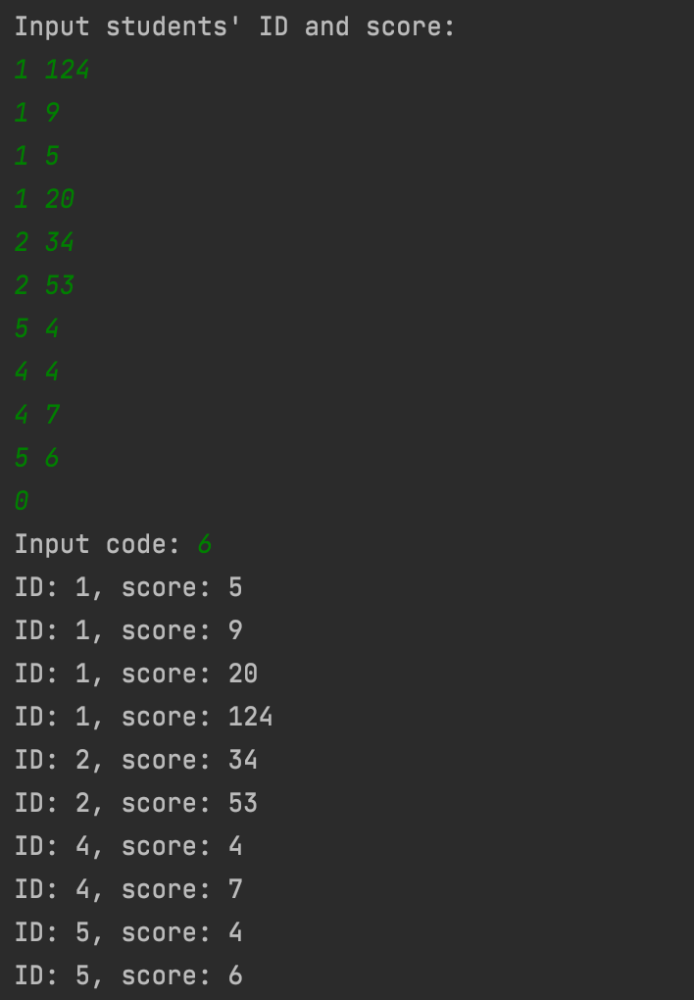 Input students' ID and score:
1 124
1 9
1 5
1 20
2 34
2 53
5 4
4 4
4 7
5 6
0
Input code: 6
ID: 1, score: 5
ID: 1, score: 9
ID: 1, score: 20
ID: 1, score: 124
ID: 2, score: 34
ID: 2, score: 53
ID: 4, score: 4
ID: 4, score: 7
ID: 5, score: 4
ID: 5, score: 6